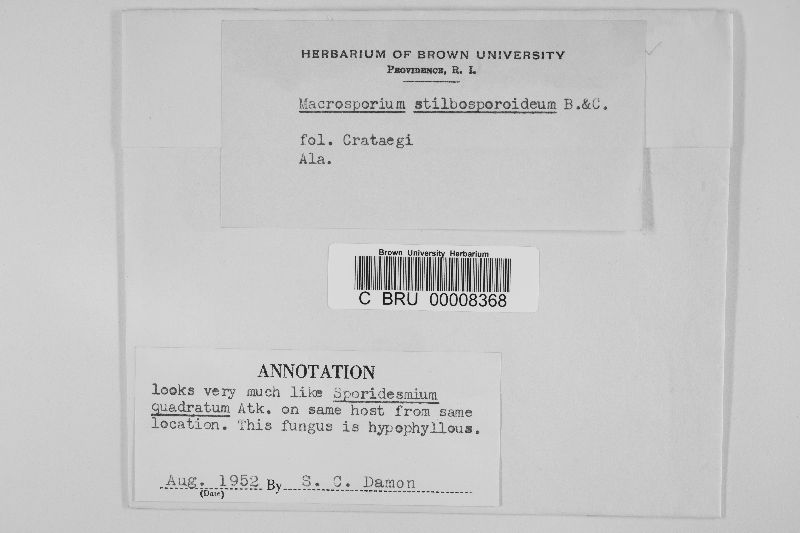 HERBARIUM OF BROWN UNIVERSITY
PROVIDENCE, R. I.
Macrosporium stilbosporoideum B.&C.
fol. Crataegi
Ala.
Brown University Herbarium
C BRU 00008368
ANNOTATION
looks very much like Sporidesmium
quadratum Atk. on same host from same
location. This fungus is hypophyllous.
Aug. 1952 By S. C. Damon
(Date)